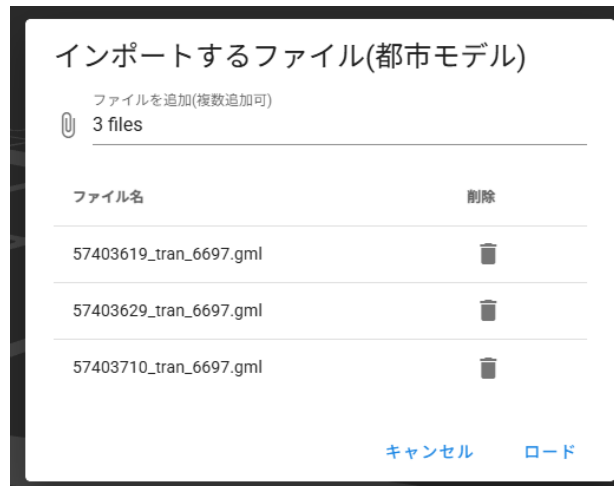 インポートするファイル(都市モデル)
ファイルを追加(複数追加可)
3 files
ファイル名 削除
57403619_tran_6697.gml
57403629_tran_6697.gml
57403710_tran_6697.gml
キャンセル ロード